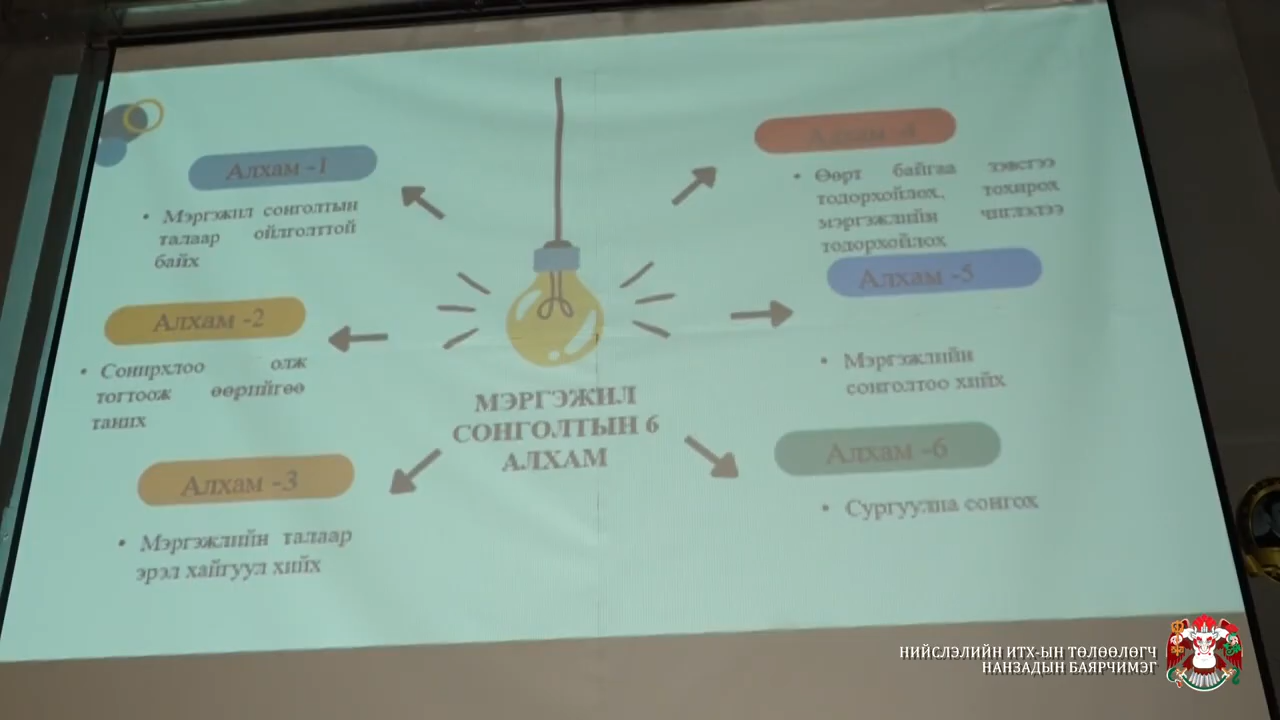 Алхам -1
• Мэргэжил сонголтын
талаар ойлголттой
байх
Алхам -2
• Сонирхлоо олж
тогтоож өөрийгөө
таних
Алхам -3
• Мэргэжлийн талаар
эрэл хайгуул хийх
МЭРГЭЖИЛ
СОНГОЛТЫН 6
АЛХАМ
Алхам -4
• Өөрт байгаа нөөцөө
тодорхойлох, тохирох
мэргэжлийн чиглэлээ
тодорхойлох
Алхам -5
• Мэргэжлийн
сонголтоо хийх
Алхам -6
• Сургуулиа сонгох
НИЙСЛЭЛИЙН ИТХ-ЫН ТӨЛӨӨЛӨГЧ
НАНЗАДЫН БАЯРЧИМЭГ